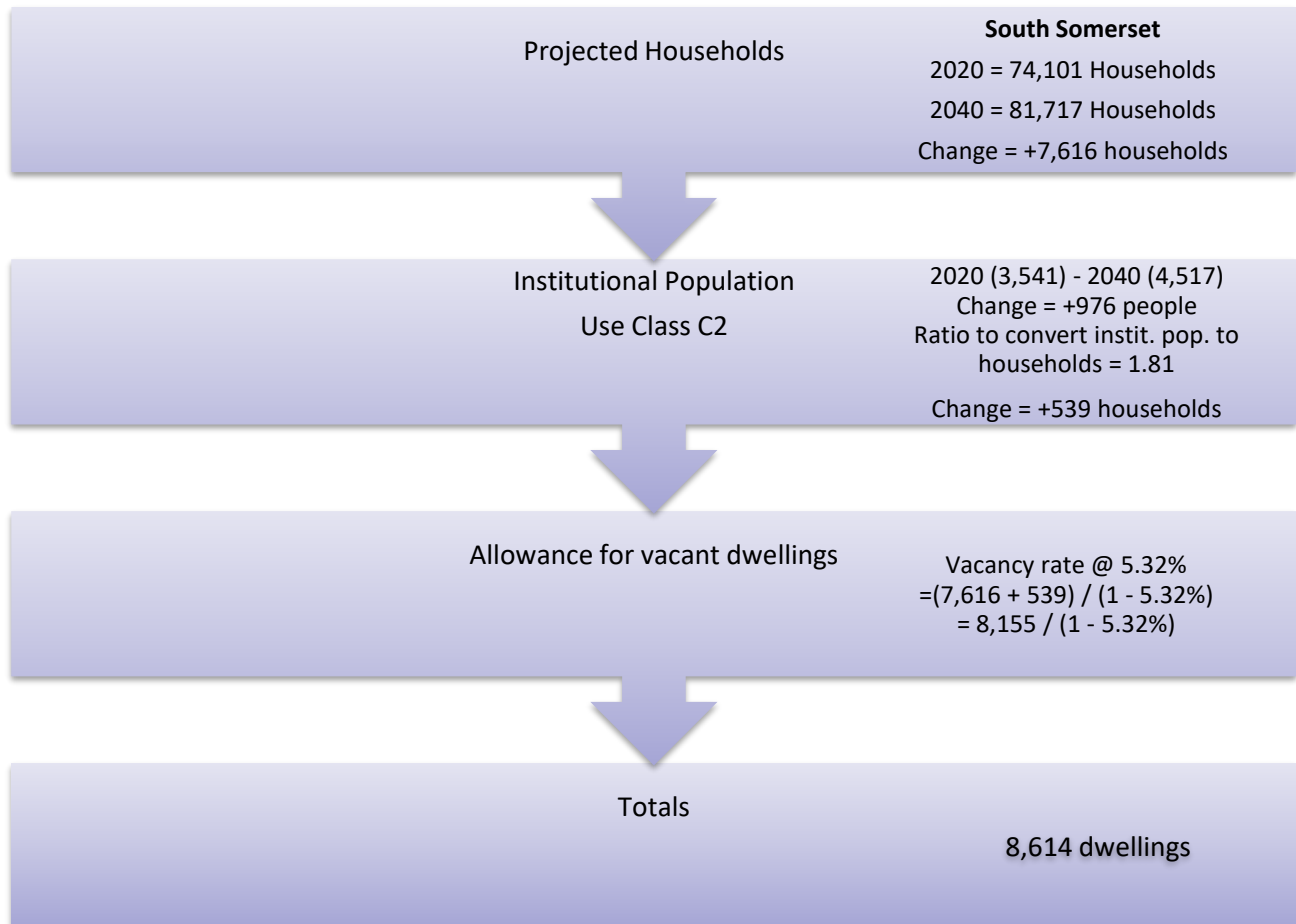 Projected Households
South Somerset
2020 = 74,101 Households
2040 = 81,717 Households
Change = +7,616 households
Institutional Population
Use Class C2
2020 (3,541) - 2040 (4,517)
Change = +976 people
Ratio to convert instit. pop. to
households = 1.81
Change = +539 households
Allowance for vacant dwellings
Vacancy rate @ 5.32%
=(7,616 + 539) / (1 - 5.32%)
= 8,155 / (1 - 5.32%)
Totals
8,614 dwellings